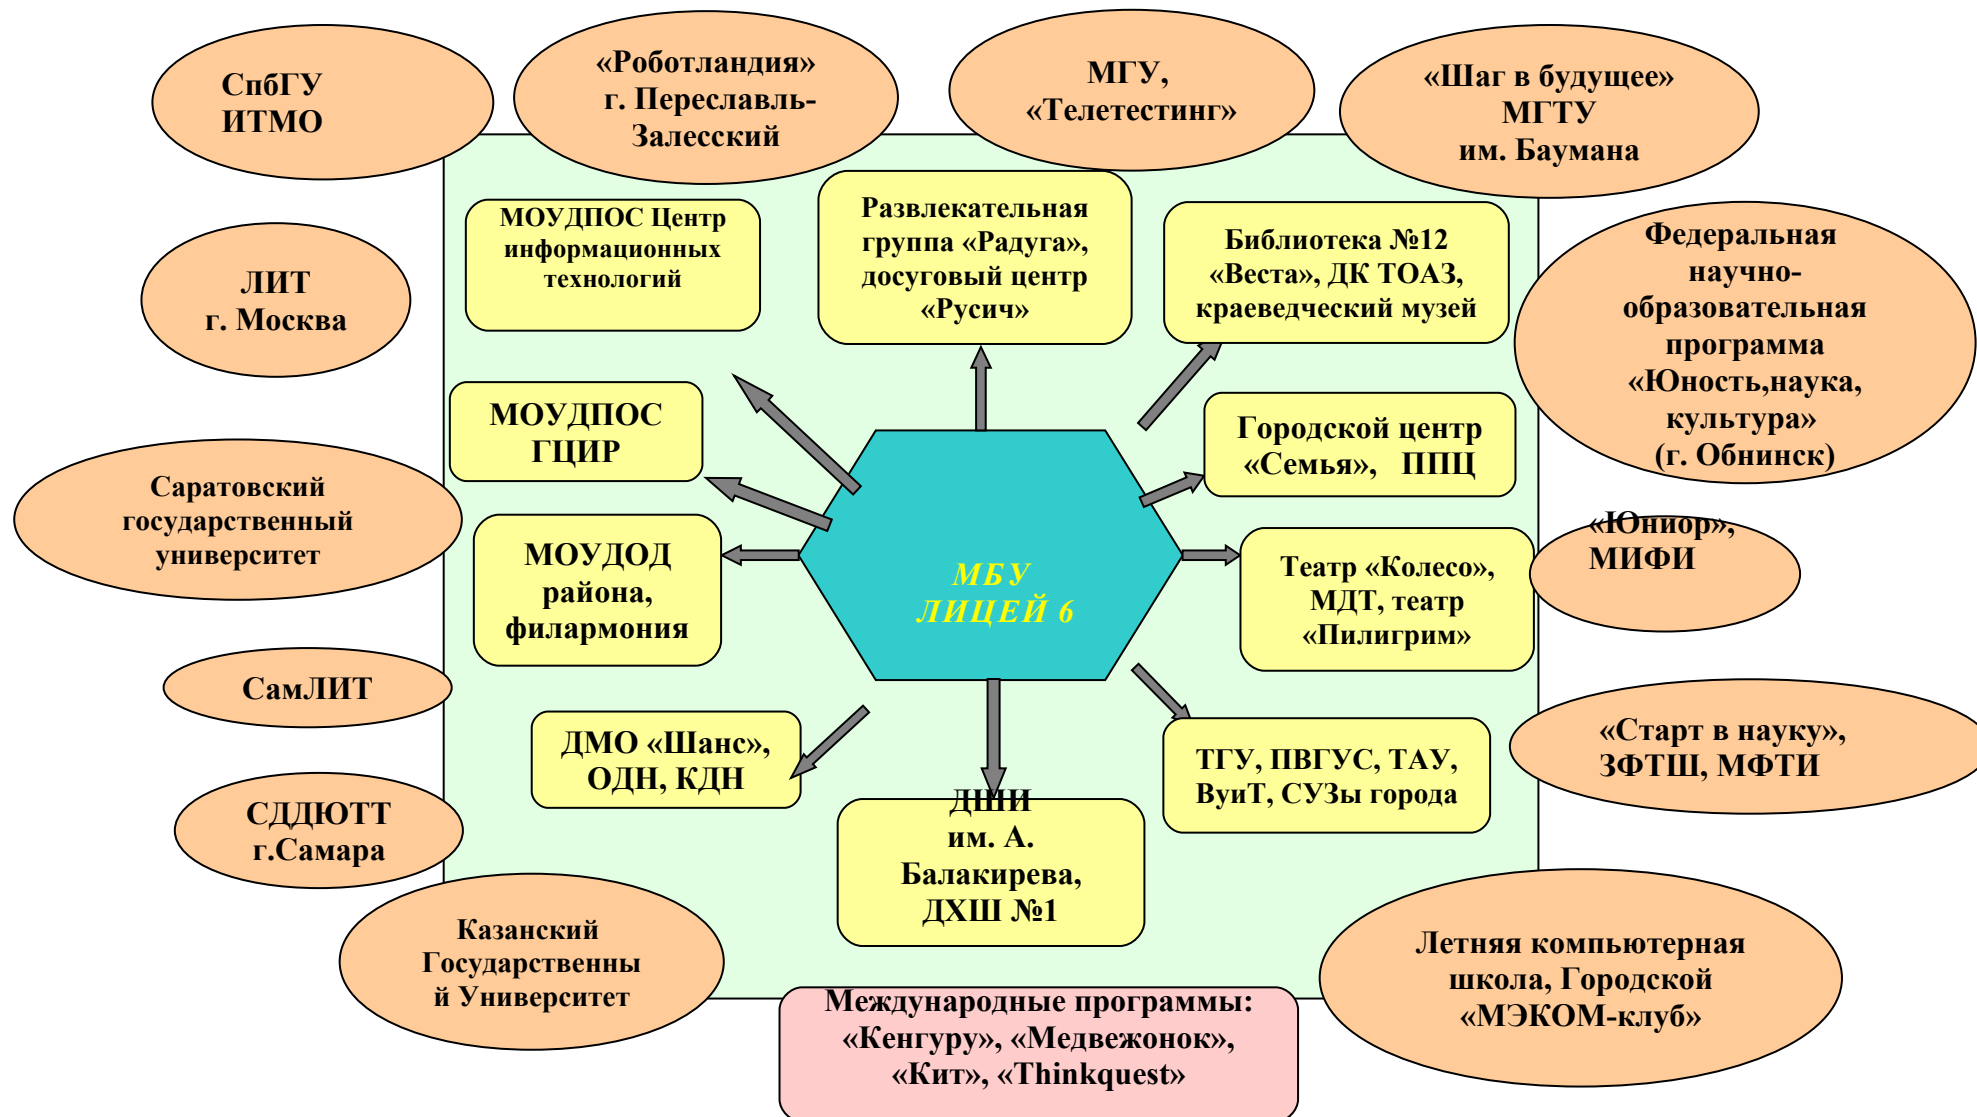 СпбГУ
ИТМО
«Роботландия»
г. Переславль-
Залесский
МГУ,
«Телетестинг»
«Шаг в будущее»
МГТУ
им. Баумана
МОУДПОС Центр
информационных
технологий
Развлекательная
группа «Радуга»,
досуговый центр
«Русич»
Библиотека №12
«Веста», ДК ТОАЗ,
краеведческий музей
Федеральная
научно-
образовательная
программа
«Юность,наука,
культура»
(г. Обнинск)
ЛИТ
г. Москва
МОУДПОС
ГЦИР
Городской центр
«Семья», ППЦ
Саратовский
государственный
университет
МОУДОД
района,
филармония
МБУ
ЛИЦЕЙ 6
Театр «Колесо»,
МДТ, театр
«Пилигрим»
«Юниор»,
МИФИ
СамЛИТ
ДМО «Шанс»,
ОДН, КДН
ТГУ, ПВГУС, ТАУ,
ВуиТ, СУЗы города
«Старт в науку»,
ЗФТШ, МФТИ
СДДЮТТ
г.Самара
ДШИ
им. А.
Балакирева,
ДХШ №1
Казанский
Государственны
й Университет
Летняя компьютерная
школа, Городской
«МЭКОМ-клуб»
Международные программы:
«Кенгуру», «Медвежонок»,
«Кит», «Thinkquest»